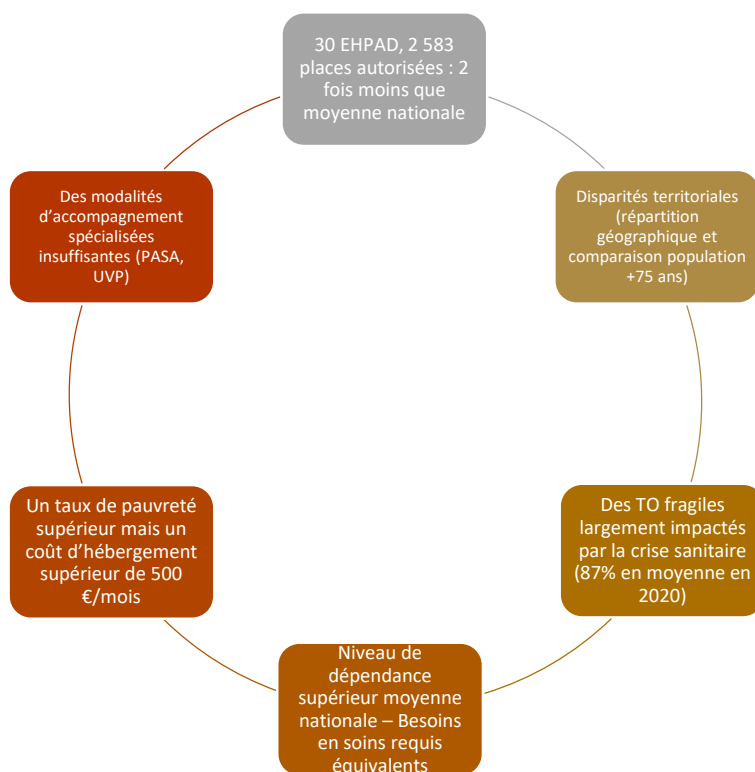 30 EHPAD, 2 583
places autorisées : 2
fois moins que
moyenne nationale
Disparités territoriales
(répartition
géographique et
comparaison population
+75 ans)
Des TO fragiles
largement impactés
par la crise sanitaire
(87% en moyenne en
2020)
Niveau de
dépendance
supérieur moyenne
nationale – Besoins
en soins requis
équivalents
Un taux de pauvreté
supérieur mais un
coût d’hébergement
supérieur de 500
€/mois
Des modalités
d’accompagnement
spécialisées
insuffisantes (PASA,
UVP)